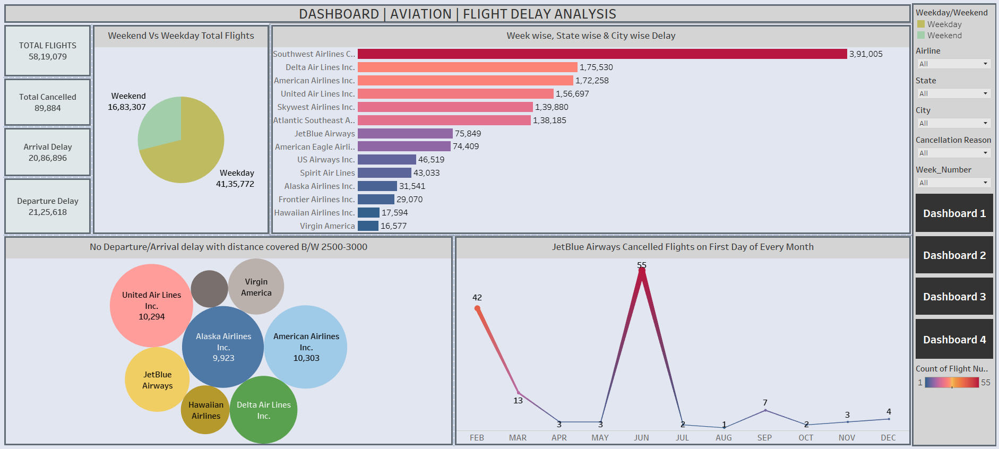 DASHBOARD | AVIATION | FLIGHT DELAY ANALYSIS
TOTAL FLIGHTS
58,19,079
Total Cancelled
89,884
Arrival Delay
20,86,896
Departure Delay
21,25,618
Weekend Vs Weekday Total Flights
Weekend
16,83,307
Weekday
41,35,772
Week wise, State wise & City wise Delay
Southwest Airlines C.. 3,91,005
Delta Air Lines Inc. 1,75,530
American Airlines Inc. 1,72,258
United Air Lines Inc. 1,56,697
Skywest Airlines Inc. 1,39,880
Atlantic Southeast A.. 1,38,185
JetBlue Airways 75,849
American Eagle Airli.. 74,409
US Airways Inc. 46,519
Spirit Air Lines 43,033
Alaska Airlines Inc. 31,541
Frontier Airlines Inc. 29,070
Hawaiian Airlines Inc. 17,594
Virgin America 16,577
No Departure/Arrival delay with distance covered B/W 2500-3000
United Air Lines
Inc.
10,294
Virgin
America
Alaska Airlines
Inc.
9,923
American Airlines
Inc.
10,303
JetBlue
Airways
Hawaiian
Airlines
Delta Air Lines
Inc.
JetBlue Airways Cancelled Flights on First Day of Every Month
42
13
3
3
55
2
1
7
2
3
4
FEB MAR APR MAY JUN JUL AUG SEP OCT NOV DEC
Weekday/Weekend
Weekday
Weekend
Airline
All
State
All
City
All
Cancellation Reason
All
Week_Number
All
Dashboard 1
Dashboard 2
Dashboard 3
Dashboard 4
Count of Flight Nu..
1 55